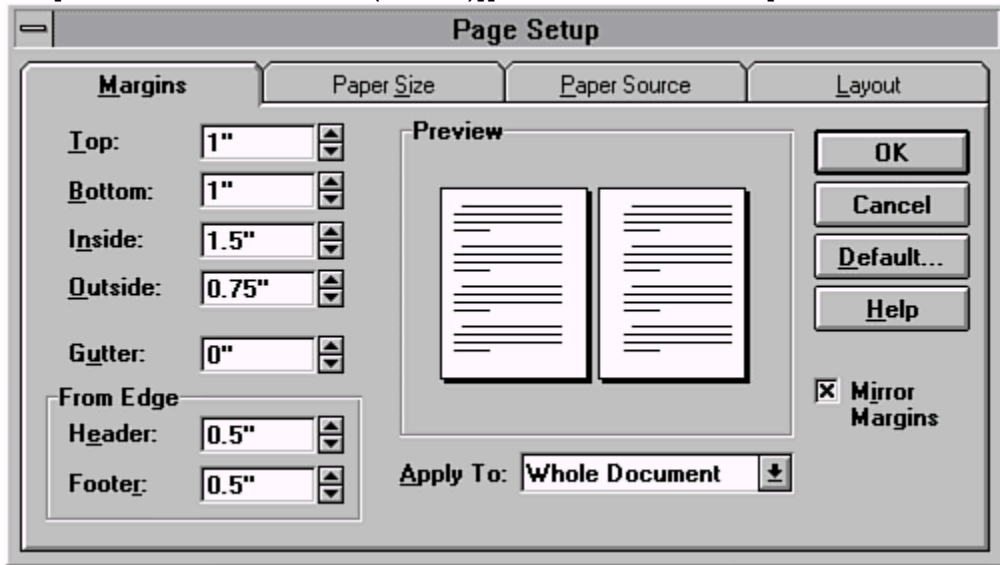 Page Setup
Margins
Paper Size
Paper Source
Layout
Top: 1"
Bottom: 1"
Inside: 1.5"
Outside: 0.75"
Gutter: 0"
From Edge
Header: 0.5"
Footer: 0.5"
Preview
Apply To: Whole Document
OK
Cancel
Default...
Help
Mirror
Margins